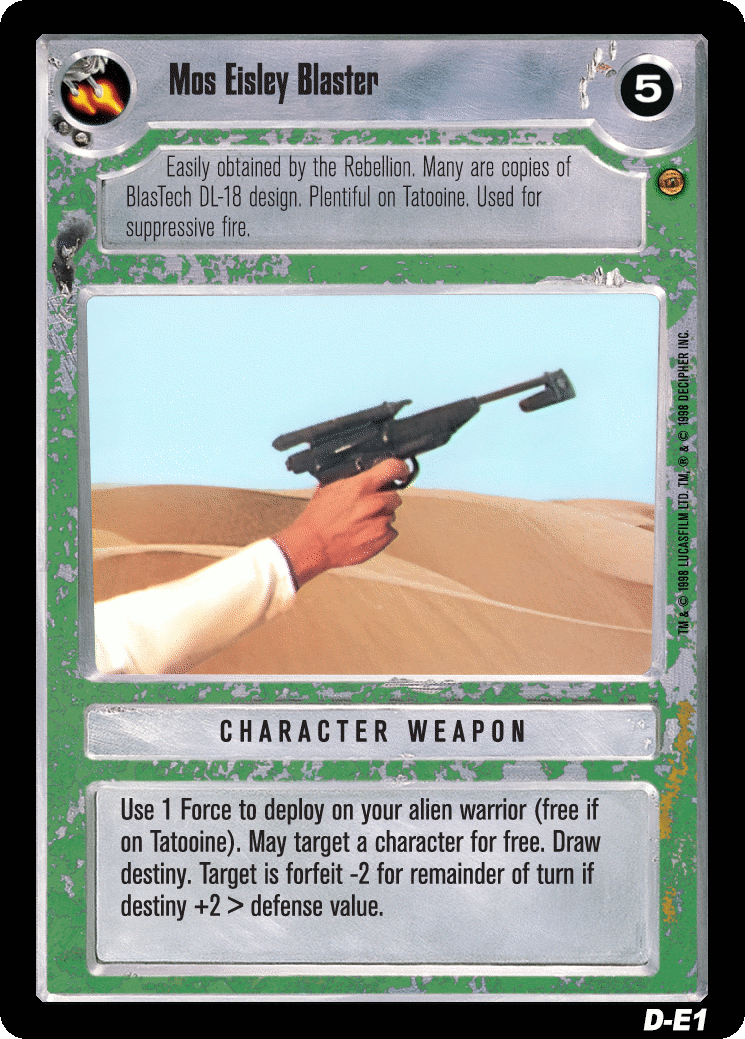 Mos Eisley Blaster
5
Easily obtained by the Rebellion. Many are copies of
BlasTech DL-18 design. Plentiful on Tatooine. Used for
suppressive fire.
TM & © 1998 LUCASFILM LTD. TM, ® & © 1998 DECIPHER INC.
CHARACTER WEAPON
Use 1 Force to deploy on your alien warrior (free if
on Tatooine). May target a character for free. Draw
destiny. Target is forfeit -2 for remainder of turn if
destiny +2 > defense value.
D-E1